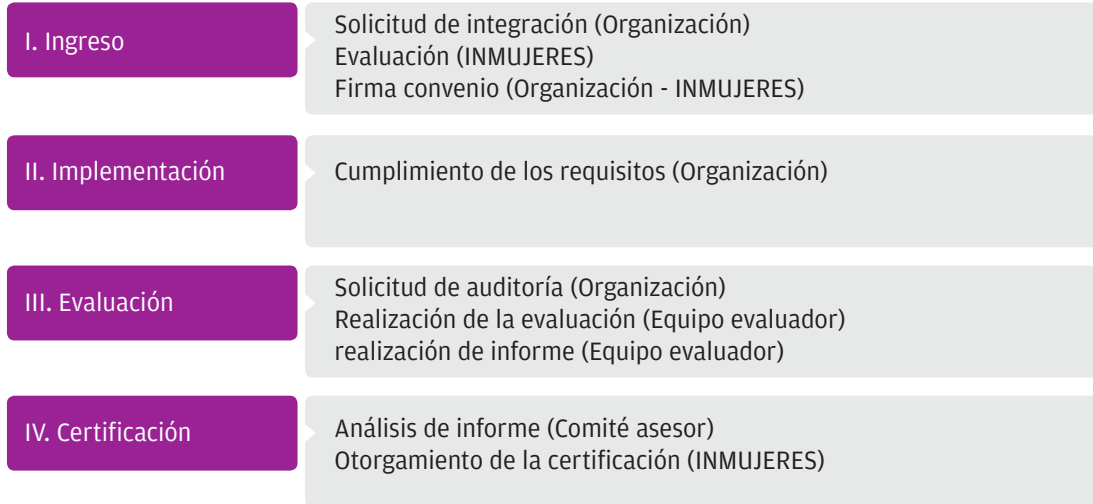 I. Ingreso
Solicitud de integración (Organización)
Evaluación (INMUJERES)
Firma convenio (Organización - INMUJERES)
II. Implementación
Cumplimiento de los requisitos (Organización)
III. Evaluación
Solicitud de auditoría (Organización)
Realización de la evaluación (Equipo evaluador)
realización de informe (Equipo evaluador)
IV. Certificación
Análisis de informe (Comité asesor)
Otorgamiento de la certificación (INMUJERES)